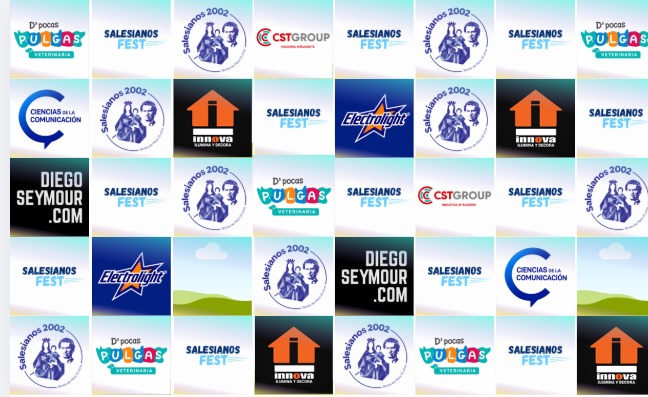 D' pocas
PULGAS
VETERINARIA
SALESIANOS
FEST
Salesianos 2002
CSTGROUP
SALESIANOS
FEST
Salesianos 2002
SALESIANOS
FEST
D' pocas
PULGAS
VETERINARIA
CIENCIAS DE LA
COMUNICACIÓN
Salesianos 2002
innova
ILUMINA Y DECORA
SALESIANOS
FEST
Electrolight
Salesianos 2002
innova
ILUMINA Y DECORA
SALESIANOS
FEST
DIEGO
SEYMOUR
.COM
SALESIANOS
FEST
Salesianos 2002
D' pocas
PULGAS
VETERINARIA
SALESIANOS
FEST
CSTGROUP
SALESIANOS
FEST
Salesianos 2002
SALESIANOS
FEST
Electrolight
Salesianos 2002
DIEGO
SEYMOUR
.COM
SALESIANOS
FEST
CIENCIAS DE LA
COMUNICACIÓN
Salesianos 2002
D' pocas
PULGAS
VETERINARIA
SALESIANOS
FEST
innova
ILUMINA Y DECORA
Salesianos 2002
D' pocas
PULGAS
VETERINARIA
SALESIANOS
FEST
innova
ILUMINA Y DECORA